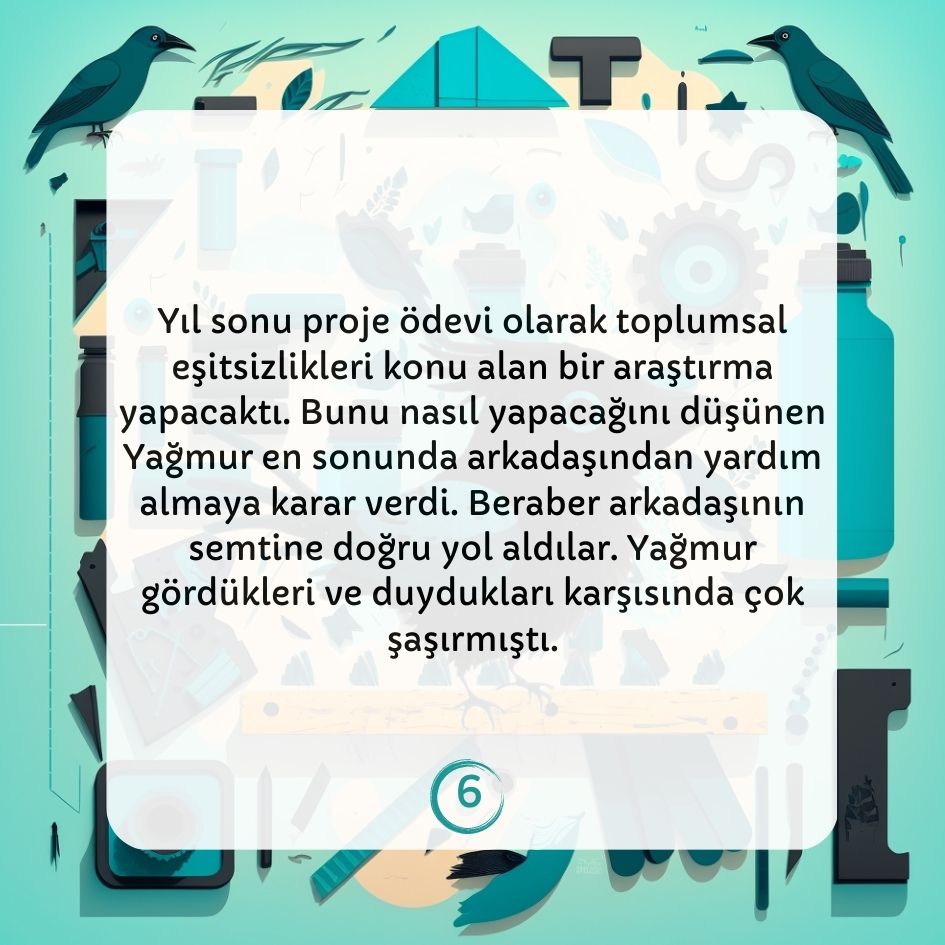 Yıl sonu proje ödevi olarak toplumsal
eşitsizlikleri konu alan bir araştırma
yapacaktı. Bunu nasıl yapacağını düşünen
Yağmur en sonunda arkadaşından yardım
almaya karar verdi. Beraber arkadaşının
semtine doğru yol aldılar. Yağmur
gördükleri ve duydukları karşısında çok
şaşırmıştı.
6